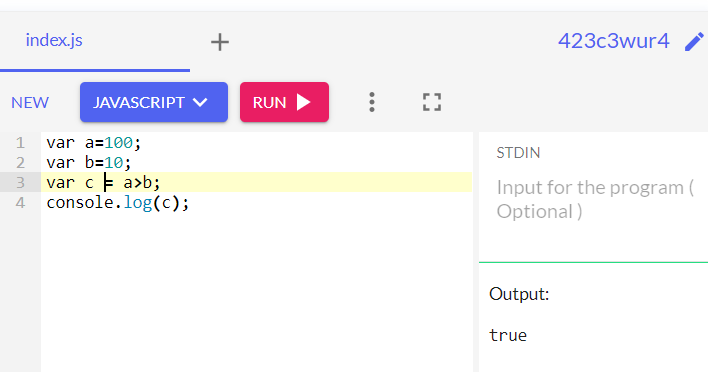 index.js
423c3wur4
NEW
JAVASCRIPT
RUN
1 var a=100;
2 var b=10;
3 var c = a>b;
4 console.log(c);
STDIN
Input for the program (
Optional )
Output:
true